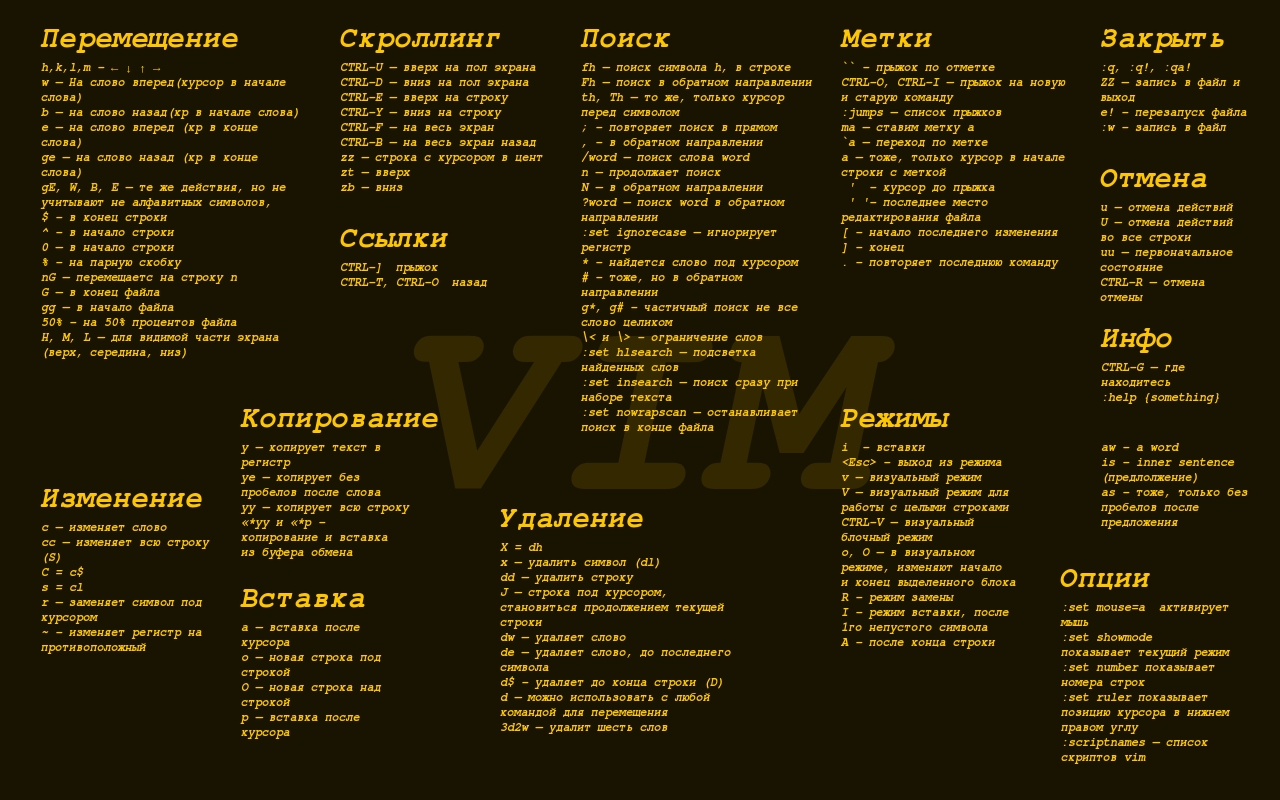 Перемещение
h,k,l,m – ← ↓ ↑ →
w — На слово вперед(курсор в начале
слова)
b — на слово назад(кр в начале слова)
e — на слово вперед (кр в конце
слова)
ge — на слово назад (кр в конце
слова)
gE, W, B, E — те же действия, но не
учитывают не алфавитных символов,
$ – в конец строки
^ – в начало строки
0 — в начало строки
% – на парную скобку
nG — перемещаетс на строку n
G — в конец файла
gg — в начало файла
50% – на 50% процентов файла
H, M, L — для видимой части экрана
(верх, середина, низ)
Скроллинг
CTRL–U — вверх на пол экрана
CTRL–D — вниз на пол экрана
CTRL–E — вверх на строку
CTRL–Y — вниз на строку
CTRL–F — на весь экран
CTRL–B — на весь экран назад
zz — строка с курсором в цент
zt — вверх
zb — вниз
Ссылки
CTRL–]  прыжок
CTRL–T, CTRL–O  назад
Поиск
fh — поиск символа h, в строке
Fh — поиск в обратном направлении
th, Th — то же, только курсор
перед символом
; – повторяет поиск в прямом
, – в обратном направлении
/word — поиск слова word
n — продолжает поиск
N — в обратном направлении
?word — поиск word в обратном
направлении
:set ignorecase — игнорирует
регистр
* – найдется слово под курсором
# – тоже, но в обратном
направлении
g*, g# – частичный поиск не все
слово целиком
\< и \> – ограничение слов
:set hlsearch — подсветка
найденных слов
:set insearch — поиск сразу при
наборе текста
:set nowrapscan — останавливает
поиск в конце файла
Метки
`` – прыжок по отметке
CTRL–O, CTRL–I — прыжок на новую
и старую команду
:jumps — список прыжков
ma — ставим метку a
`a — переход по метке
a — тоже, только курсор в начале
строки с меткой
'  – курсор до прыжка
' '– последнее место
редактирования файла
[ – начало последнего изменения
] – конец
. – повторяет последнюю команду
Закрыть
:q, :q!, :qa!
ZZ — запись в файл и
выход
e! – перезапуск файла
:w – запись в файл
Отмена
u — отмена действий
U — отмена действий
во все строки
uu — первоначальное
состояние
CTRL–R — отмена
отмены
Инфо
CTRL–G — где
находитесь
:help {something}
Копирование
y — копирует текст в
регистр
ye — копирует без
пробелов после слова
yy — копирует всю строку
«*yy и «*p –
копирование и вставка
из буфера обмена
Изменение
c — изменяет слово
cc — изменяет всю строку
(S)
C = c$
s = cl
r — заменяет символ под
курсором
~ – изменяет регистр на
противоположный
Вставка
a — вставка после
курсора
o — новая строка под
строкой
O — новая строка над
строкой
p — вставка после
курсора
Удаление
X = dh
x — удалить символ (dl)
dd — удалить строку
J — строка под курсором,
становиться продолжением текущей
строки
dw — удаляет слово
de — удаляет слово, до последнего
символа
d$ – удаляет до конца строки (D)
d — можно использовать с любой
командой для перемещения
3d2w — удалит шесть слов
Режимы
i  – вставки
<Esc> – выход из режима
v — визуальный режим
V — визуальный режим для
работы с целыми строками
CTRL–V — визуальный
блочный режим
o, O — в визуальном
режиме, изменяют начало
и конец выделенного блока
R – режим замены
I – режим вставки, после
1го непустого символа
A – после конца строки
aw – a word
is – inner sentence
(предлолжение)
as – тоже, только без
пробелов после
предложения
Опции
:set mouse=a  активирует
мышь
:set showmode
показывает текущий режим
:set number показывает
номера строк
:set ruler показывает
позицию курсора в нижнем
правом углу
:scriptnames — список
скриптов vim
VIM